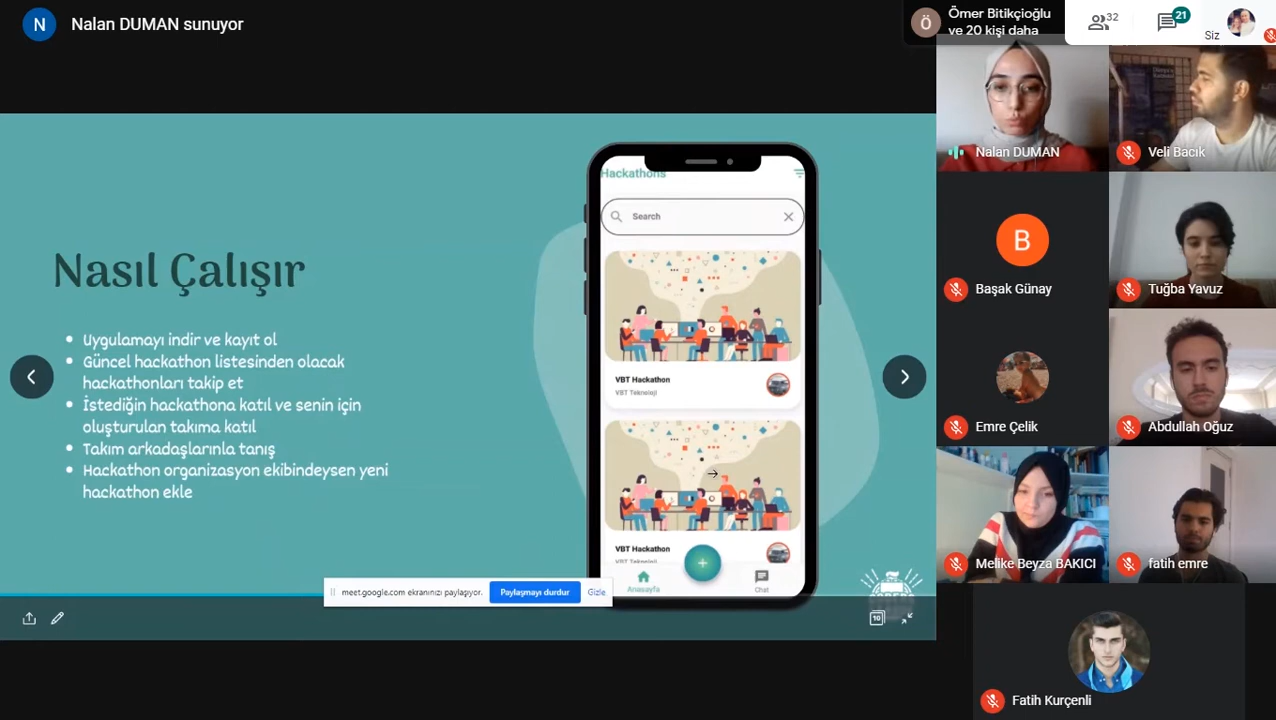 N
Nalan DUMAN sunuyor
Ö
Ömer Bitikçioğlu
ve 20 kişi daha
32
21
Siz
Nasıl Çalışır
Uygulamayı indir ve kayıt ol
Güncel hackathon listesinden olacak
hackathonları takip et
İstediğin hackathona katıl ve senin için
oluşturulan takıma katıl
Takım arkadaşlarınla tanış
Hackathon organizasyon ekibindeysen yeni
hackathon ekle
Hackathons
Search
VBT Hackathon
VBT Teknoloji
VBT Hackathon
VBT Teknoloji
Anasayfa
Chat
meet.google.com ekranınızı paylaşıyor.
Paylaşmayı durdur
Gizle
10
Nalan DUMAN
Veli Bacık
B
Başak Günay
Tuğba Yavuz
Emre Çelik
Abdullah Oğuz
Melike Beyza BAKICI
fatih emre
Fatih Kurçenli